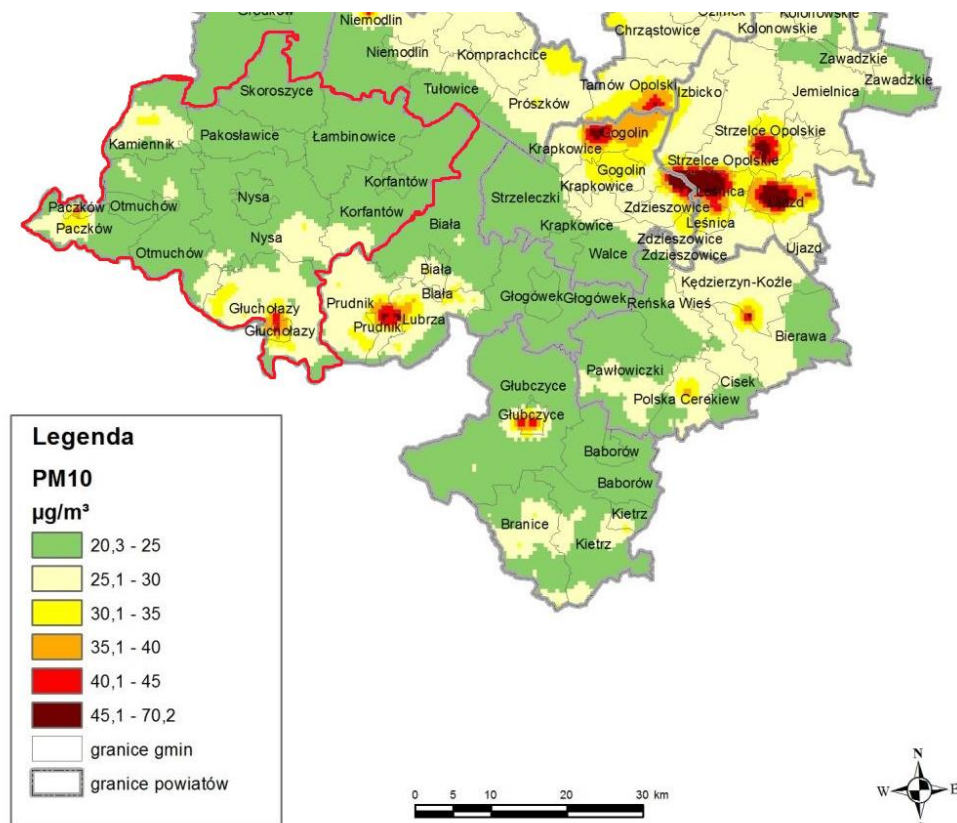 Grodków
Niemodlin
Ozimek
Kolonowskie
Chrząstowice
Kolonowskie
Niemodlin
Komprachcice
Zawadzkie
Skoroszyce
Tułowice
Tarnów Opolski
Izbicko
Zawadzkie
Jemielnica
Prószków
Kamiennik
Pakosławice
Łambinowice
Gogolin
Strzelce Opolskie
Krapkowice
Strzelce Opolskie
Gogolin
Korfantów
Krapkowice
Leśnica
Paczków
Otmuchów
Nysa
Strzeleczki
Zdzieszowice
Ujazd
Paczków
Korfantów
Biała
Krapkowice
Leśnica
Zdzieszowice
Otmuchów
Nysa
Walce
Zdzieszowice
Ujazd
Biała
Kędzierzyn-Koźle
Głuchołazy
Prudnik
Biała
Głogówek
Głogówek
Reńska Wieś
Głuchołazy
Prudnik
Lubrza
Bierawa
Pawłowiczki
Cisek
Głubczyce
Polska Cerekiew
Głubczyce
Baborów
Baborów
Branice
Kietrz
Kietrz
Legenda
PM10
µg/m³
20,3 - 25
25,1 - 30
30,1 - 35
35,1 - 40
40,1 - 45
45,1 - 70,2
granice gmin
granice powiatów
0 5 10 20 30 km
N
W E
S